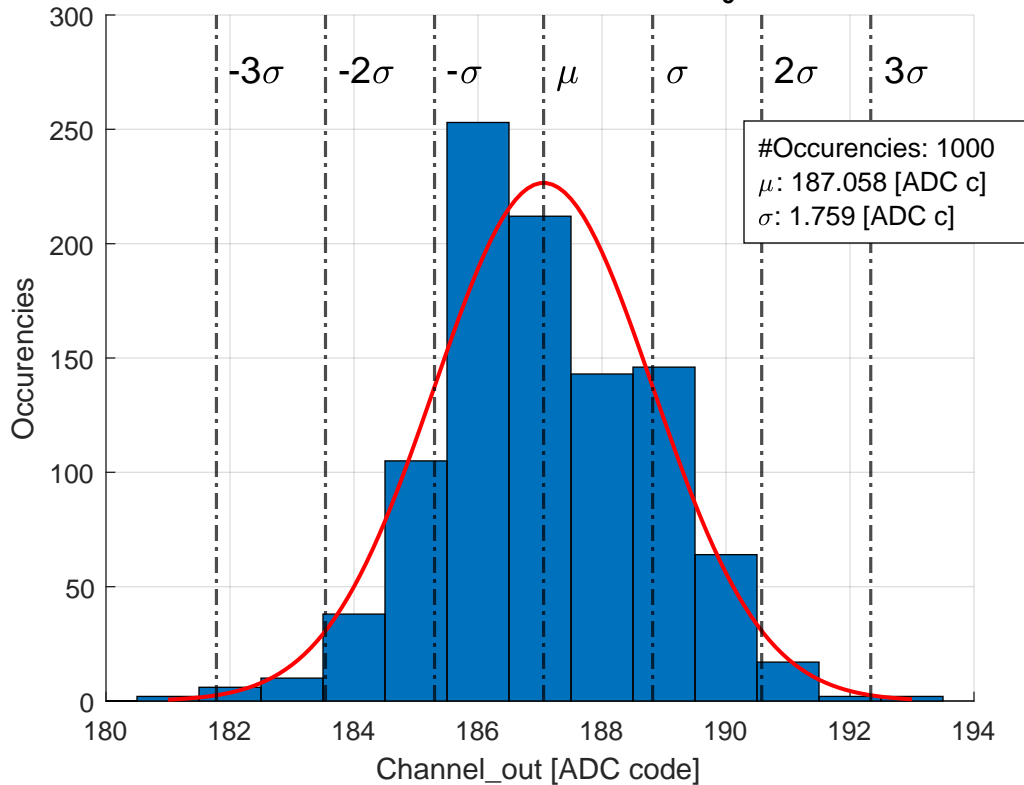 300
250
200
150
100
50
0
-3σ
-2σ
-σ
μ
σ
2σ
3σ
#Occurencies: 1000
μ: 187.058 [ADC c]
σ: 1.759 [ADC c]
Occurencies
180
182
184
186
188
190
192
194
Channel_out [ADC code]